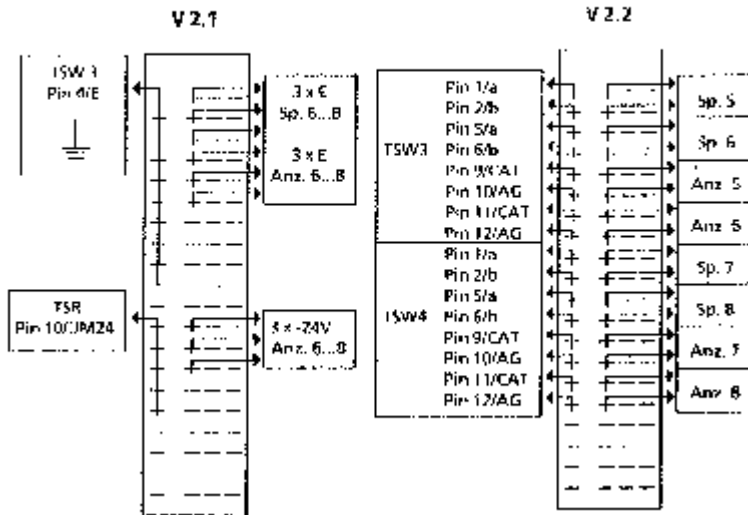 V 2.1
V 2.2
TSW 3
Pin 4/E
3 x E
Sp. 6...8
3 x E
Anz. 6...8
TSR
Pin 10/UM24
3 x -24V
Anz. 6...8
TSW3
Pin 1/a
Pin 2/b
Pin 5/a
Pin 6/b
Pin 9/CAT
Pin 10/AG
Pin 11/CAT
Pin 12/AG
TSW4
Pin 1/a
Pin 2/b
Pin 5/a
Pin 6/b
Pin 9/CAT
Pin 10/AG
Pin 11/CAT
Pin 12/AG
Sp. 5
Sp. 6
Anz. 5
Anz. 6
Sp. 7
Sp. 8
Anz. 7
Anz. 8